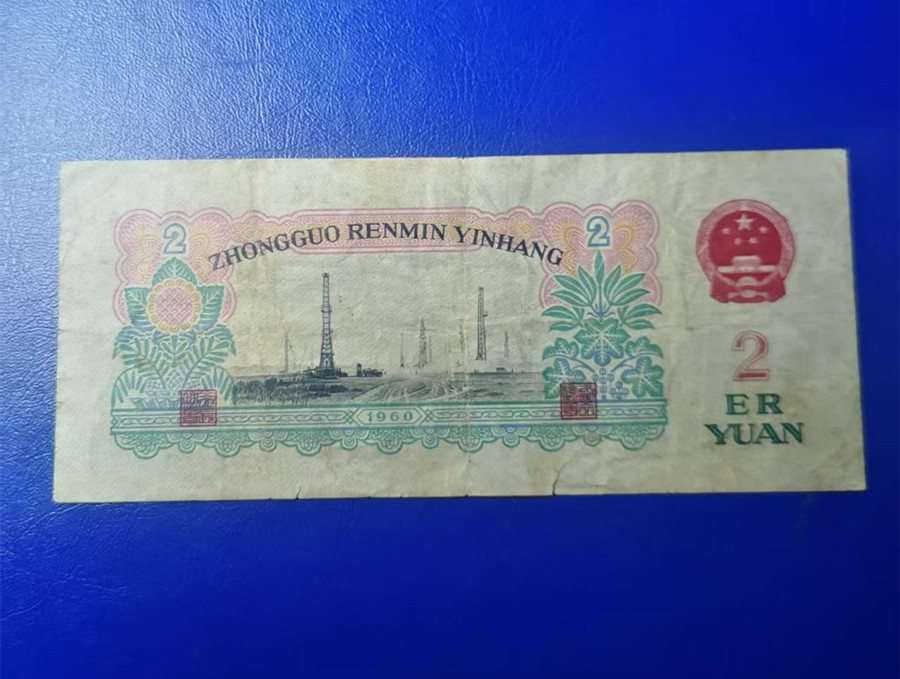 2
2
ZHONGGUO RENMIN YINHANG
1960
2
ER
YUAN